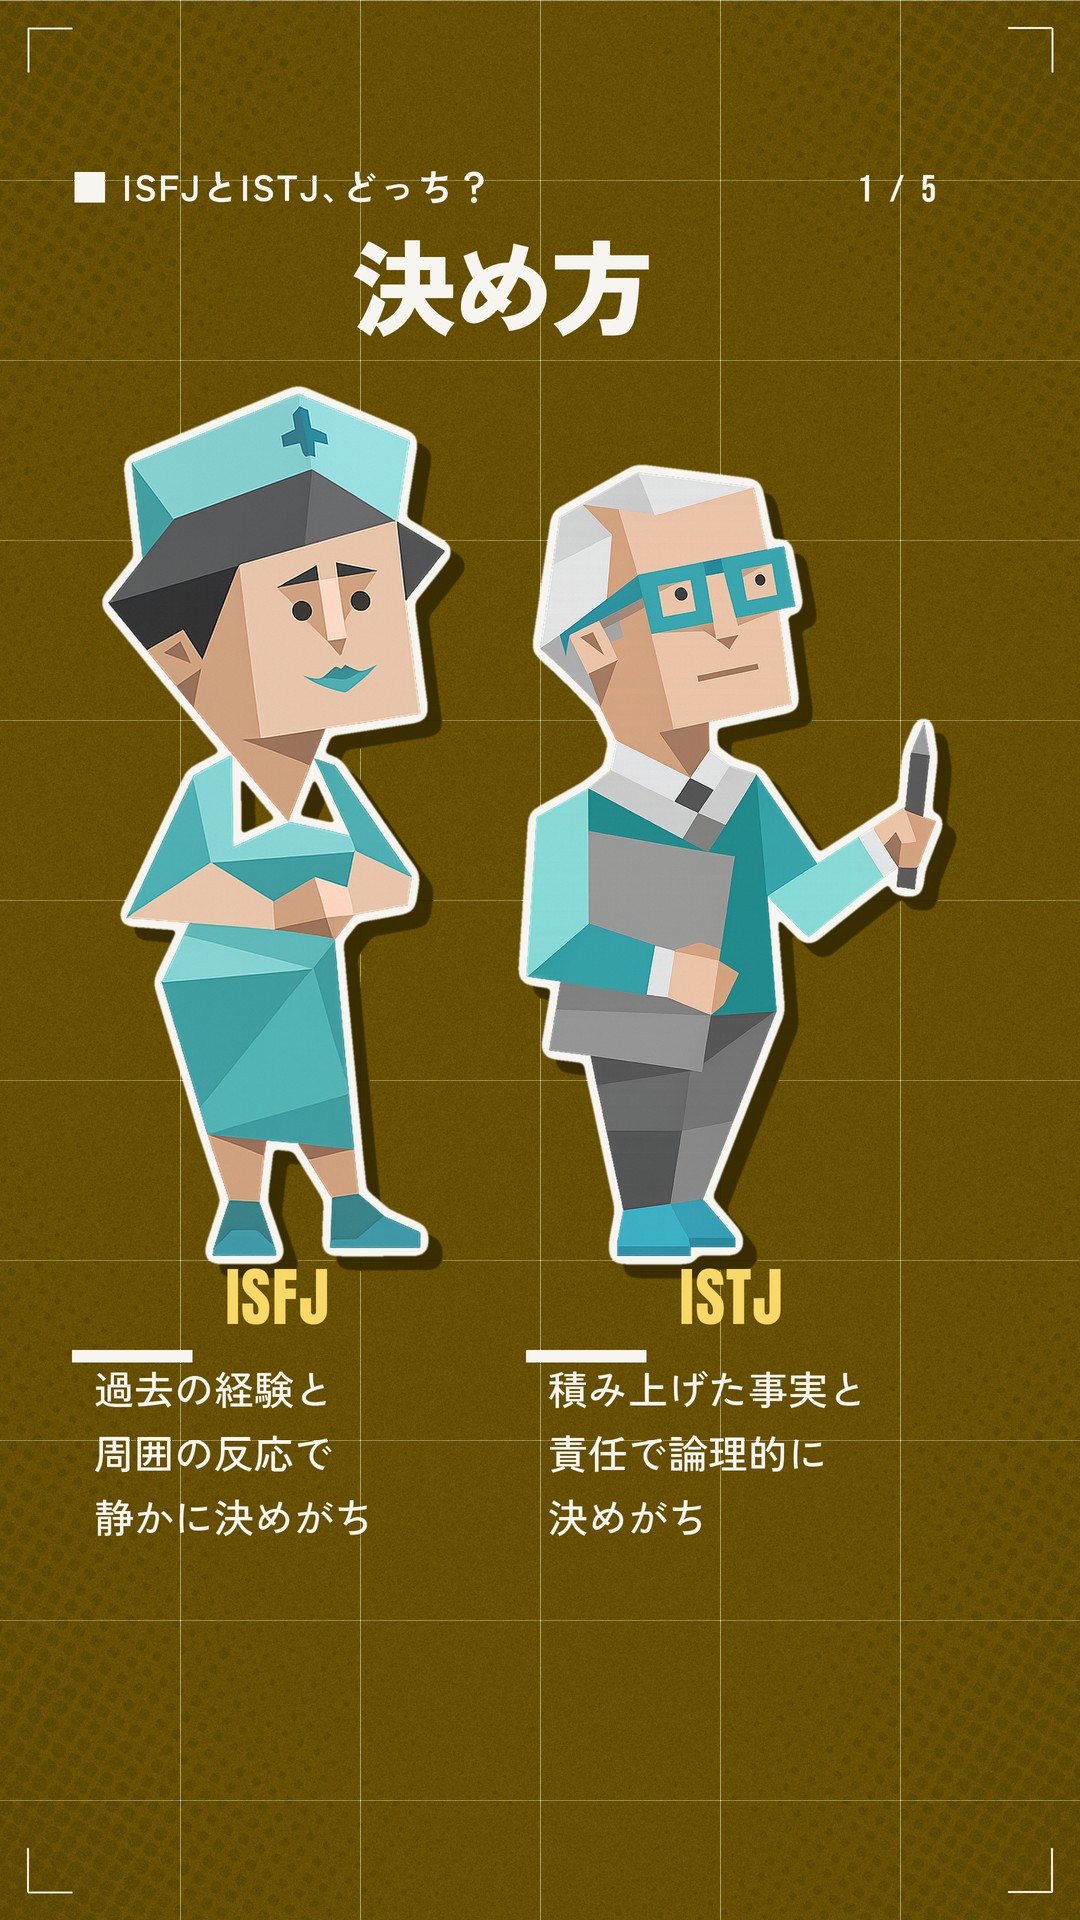 ISFJとISTJ、どっち？
1 / 5
決め方
ISFJ
過去の経験と
周囲の反応で
静かに決めがち
ISTJ
積み上げた事実と
責任で論理的に
決めがち